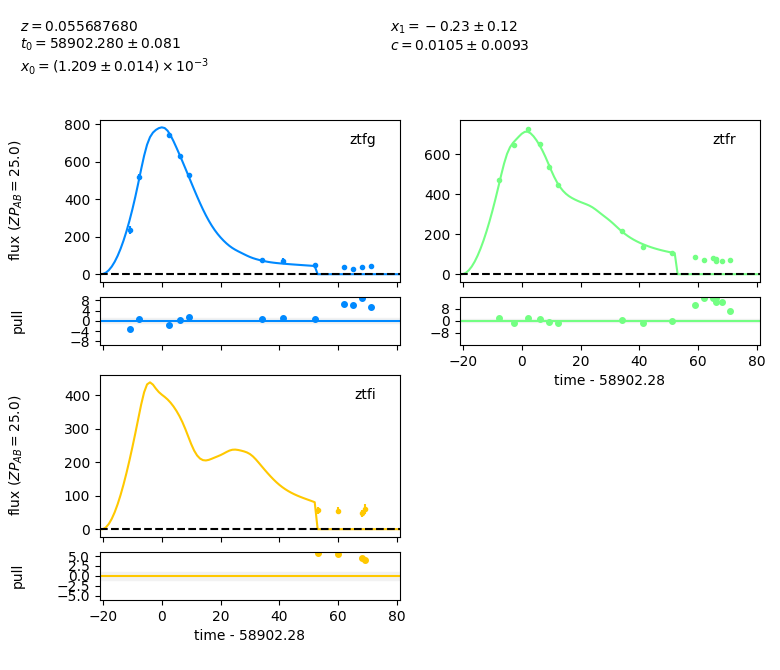 z = 0.055687680
t₀ = 58902.280 ± 0.081
x₀ = (1.209 ± 0.014) × 10⁻³
x₁ = −0.23 ± 0.12
c = 0.0105 ± 0.0093
ztfg
flux (ZP_AB = 25.0)
800
600
400
200
0
pull
8
4
0
−4
−8
ztfr
600
400
200
0
8
0
−8
−20 0 20 40 60 80
time - 58902.28
ztfi
flux (ZP_AB = 25.0)
400
300
200
100
0
pull
5.0
2.5
0.0
−2.5
−5.0
−20 0 20 40 60 80
time - 58902.28